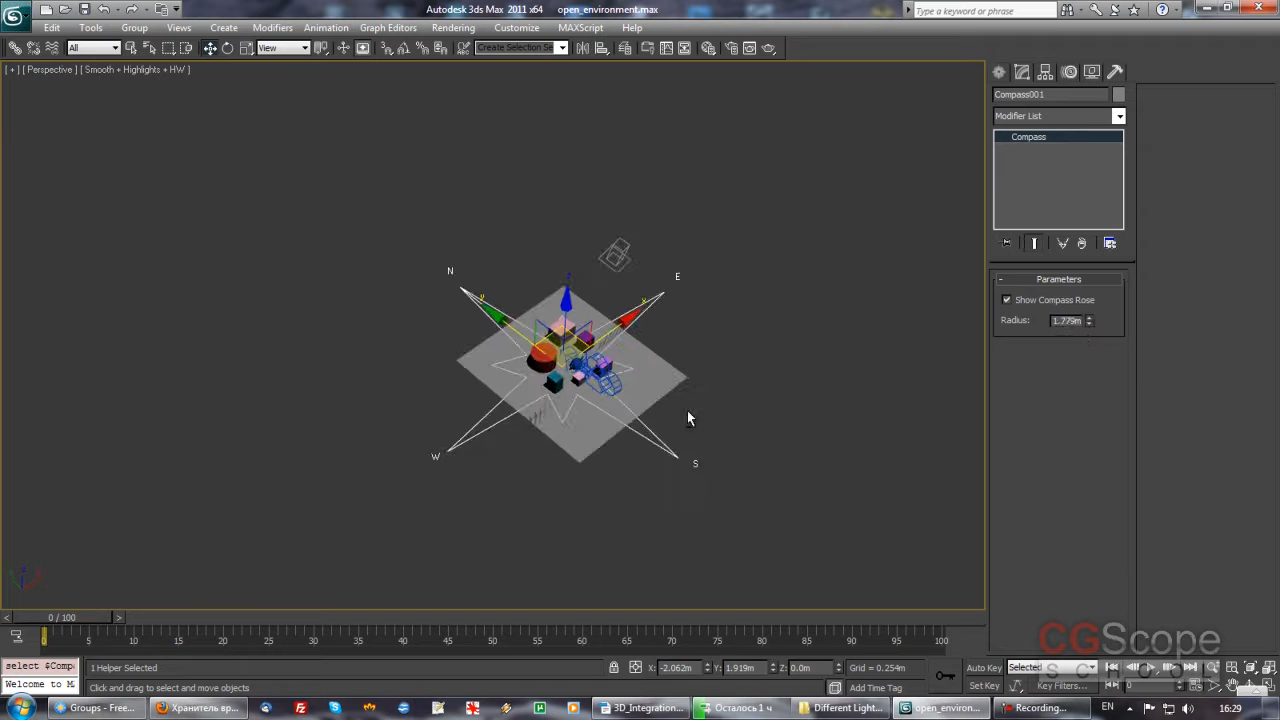 Autodesk 3ds Max 2011 x64 open_environment.max
Type a keyword or phrase
Edit Tools Group Views Create Modifiers Animation Graph Editors Rendering Customize MAXScript Help
All View Create Selection Se
[ + ] [ Perspective ] [ Smooth + Highlights + HW ]
Compass001
Modifier List
Compass
- Parameters
Show Compass Rose
Radius: 1.779m
N
E
z
y
x
W
S
< 0 / 100 >
0 5 10 15 20 25 30 35 40 45 50 55 60 65 70 75 80 85 90 95 100
CGScope
SCHOOL
select $Comp
1 Helper Selected
X: -2.062m Y: 1.919m Z: 0.0m Grid = 0.254m
Auto Key Selected
Welcome to M
Click and drag to select and move objects
Add Time Tag
Set Key Key Filters... 0
Groups - Free... Хранитель вр... 3D_Integration... Осталось 1 ч Different Light... open_environ... Recording... EN 16:29